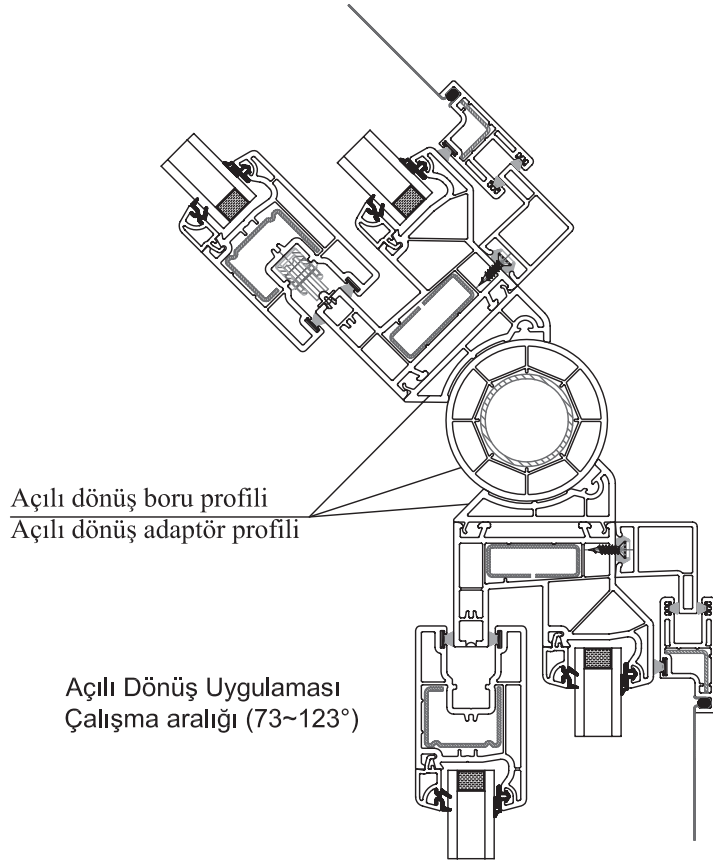 Açılı dönüş boru profili
Açılı dönüş adaptör profili
Açılı Dönüş Uygulaması
Çalışma aralığı (73~123°)